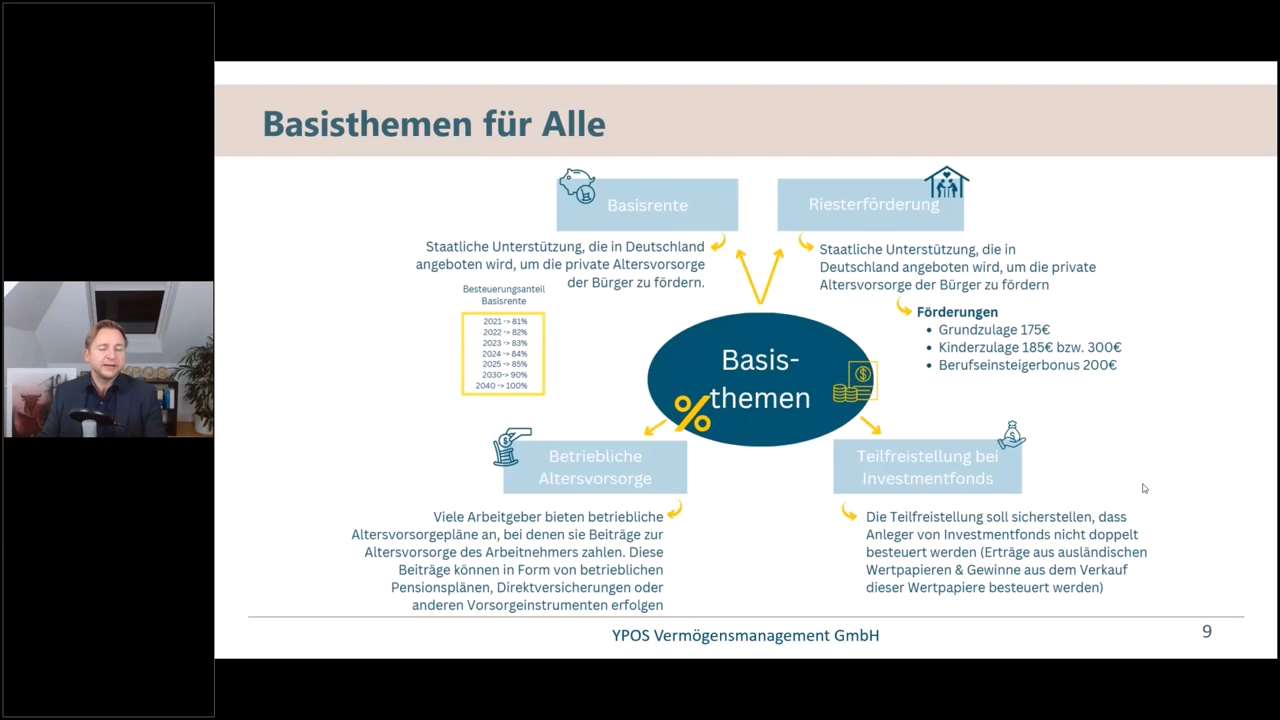 Basisthemen für Alle
Basisrente
Staatliche Unterstützung, die in Deutschland
angeboten wird, um die private Altersvorsorge
der Bürger zu fördern.
Besteuerungsanteil
Basisrente
2021 -> 81%
2022 -> 82%
2023 -> 83%
2024 -> 84%
2025 -> 85%
2030-> 90%
2040 -> 100%
Riesterförderung
Staatliche Unterstützung, die in
Deutschland angeboten wird, um die private
Altersvorsorge der Bürger zu fördern
Förderungen
• Grundzulage 175€
• Kinderzulage 185€ bzw. 300€
• Berufseinsteigerbonus 200€
Basis-
themen
%
Betriebliche
Altersvorsorge
Viele Arbeitgeber bieten betriebliche
Altersvorsorgepläne an, bei denen sie Beiträge zur
Altersvorsorge des Arbeitnehmers zahlen. Diese
Beiträge können in Form von betrieblichen
Pensionsplänen, Direktversicherungen oder
anderen Vorsorgeinstrumenten erfolgen
Teilfreistellung bei
Investmentfonds
Die Teilfreistellung soll sicherstellen, dass
Anleger von Investmentfonds nicht doppelt
besteuert werden (Erträge aus ausländischen
Wertpapieren & Gewinne aus dem Verkauf
dieser Wertpapiere besteuert werden)
YPOS Vermögensmanagement GmbH
9
YPOS